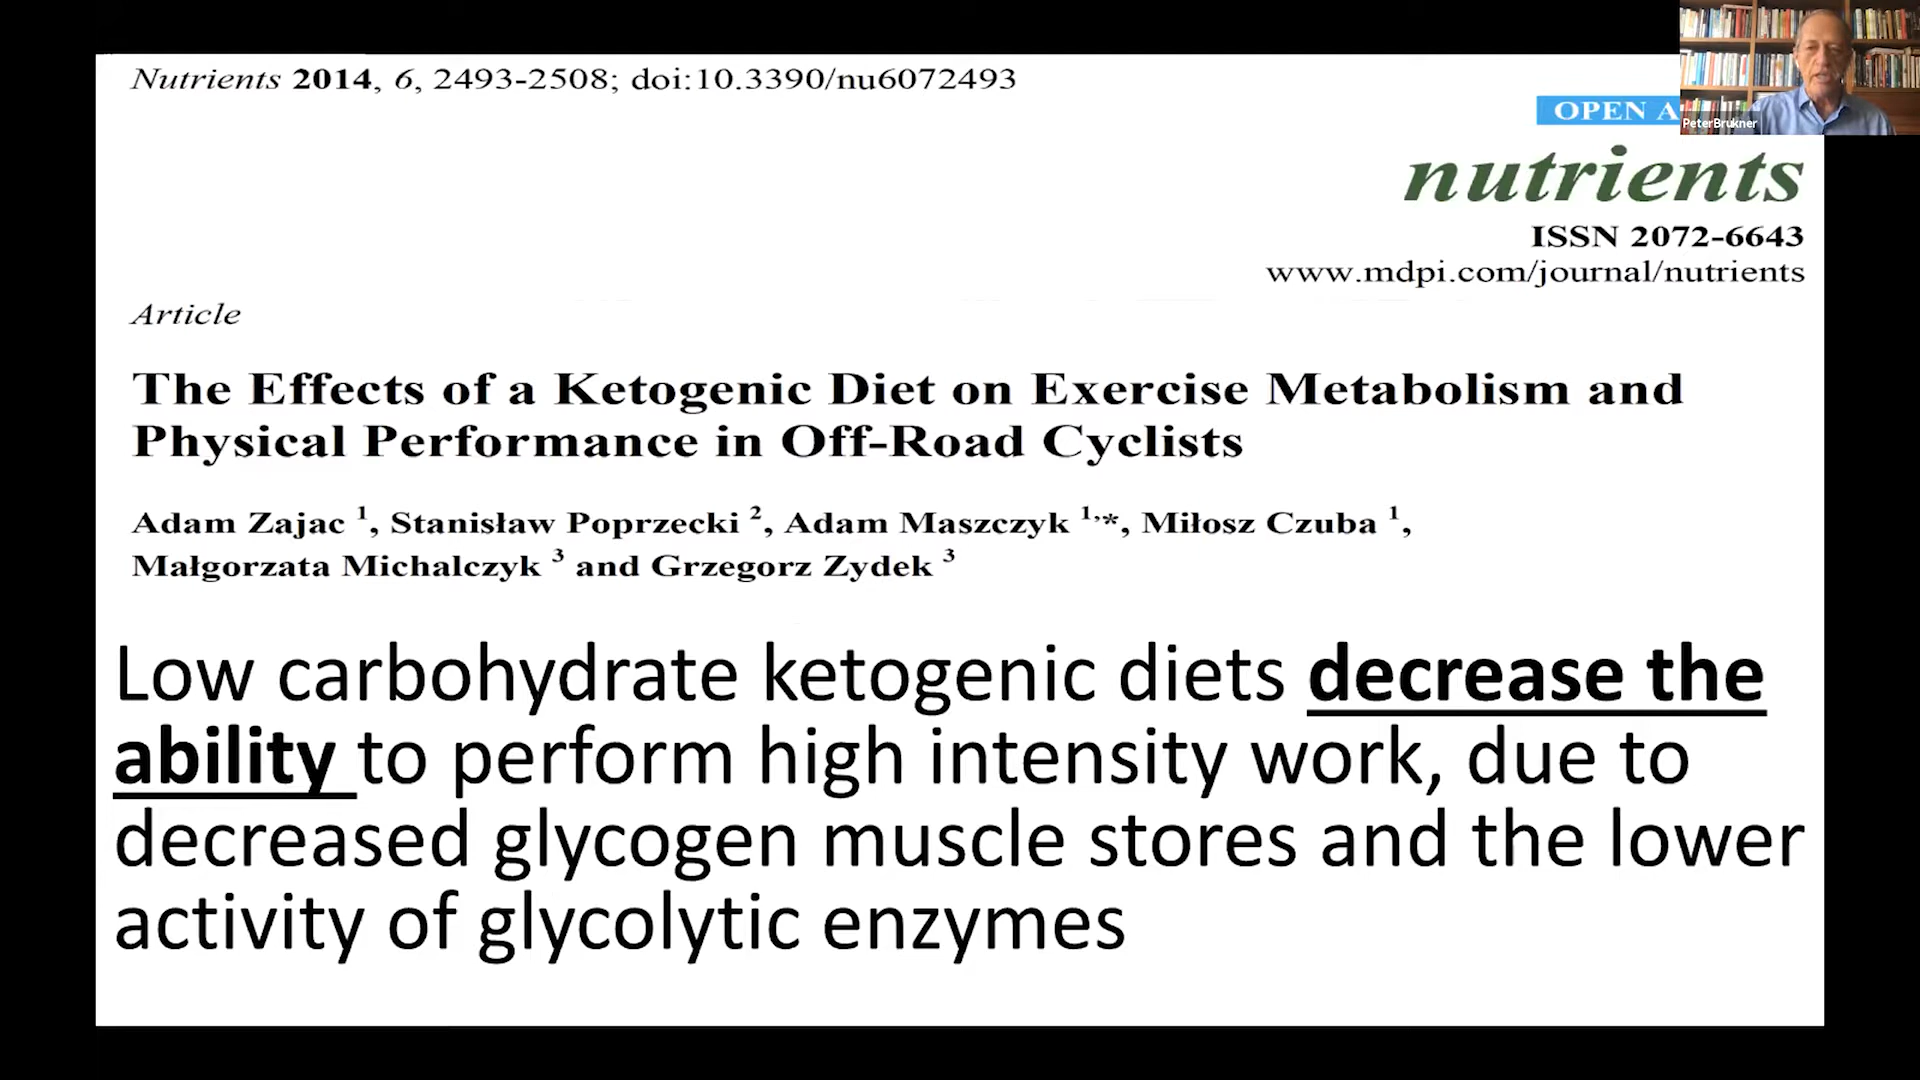 Nutrients 2014, 6, 2493-2508; doi:10.3390/nu6072493
OPEN A
PeterBrukner
nutrients
ISSN 2072-6643
www.mdpi.com/journal/nutrients
Article
The Effects of a Ketogenic Diet on Exercise Metabolism and
Physical Performance in Off-Road Cyclists
Adam Zajac 1, Stanisław Poprzecki 2, Adam Maszczyk 1,*, Miłosz Czuba 1,
Małgorzata Michalczyk 3 and Grzegorz Zydek 3
Low carbohydrate ketogenic diets decrease the
ability to perform high intensity work, due to
decreased glycogen muscle stores and the lower
activity of glycolytic enzymes